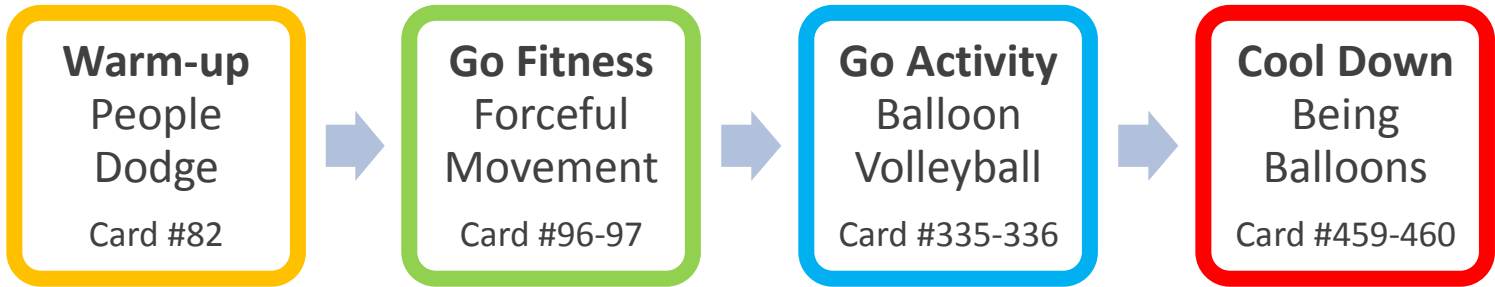 Warm-up
People
Dodge
Card #82
Go Fitness
Forceful
Movement
Card #96-97
Go Activity
Balloon
Volleyball
Card #335-336
Cool Down
Being
Balloons
Card #459-460